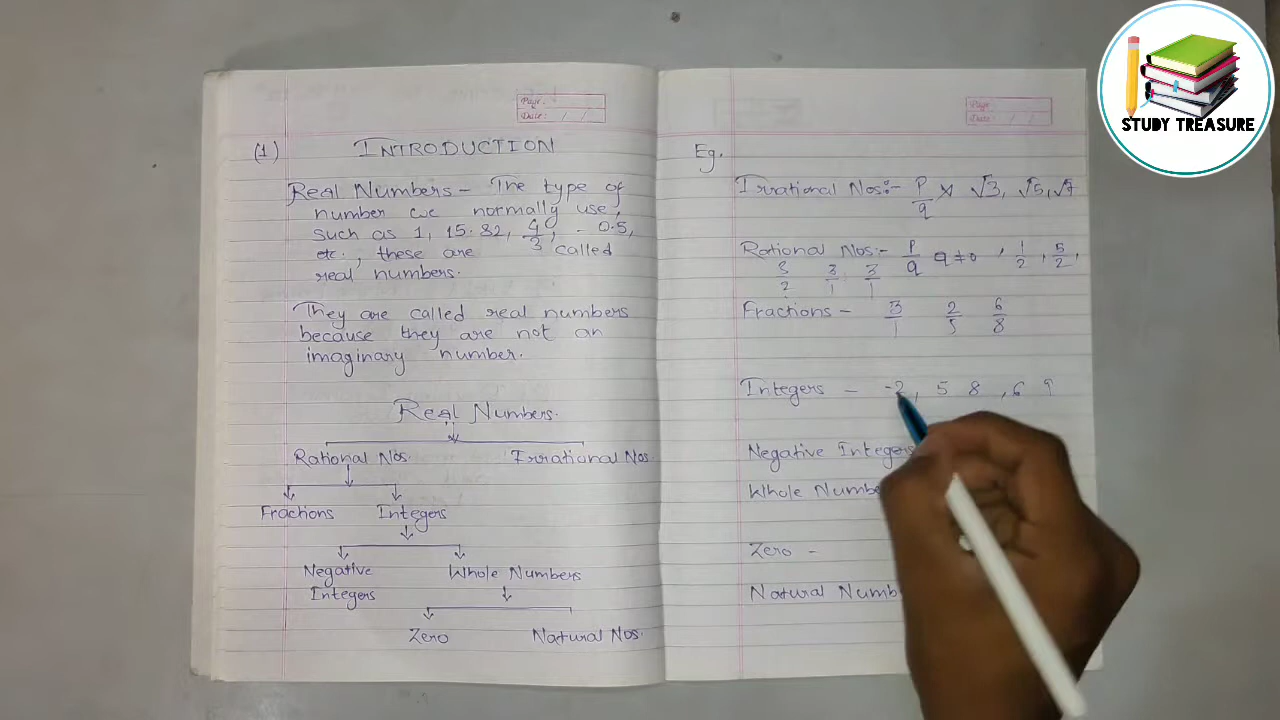 STUDY TREASURE
Page:
Date: / /
(1) INTRODUCTION
Real Numbers - The type of
number we normally use,
such as 1, 15.82, 4/3, - 0.5,
etc., these are called
real numbers.
They are called real numbers
because they are not an
imaginary number.
Real Numbers.
Rational Nos. Irrational Nos
Fractions Integers
Negative Whole Numbers
Integers
Zero Natural Nos.
Page:
Date: / /
Eg.
Irrational Nos:- p/q × √3, √5, √7
Rational Nos:- p/q q≠0, 1/2, 5/2,
3/2 3/1 3/1
Fractions - 3/1 2/5 6/8
Integers - -2, 5 8, 6 9
Negative Integers
Whole Numbe
Zero -
Natural Numb